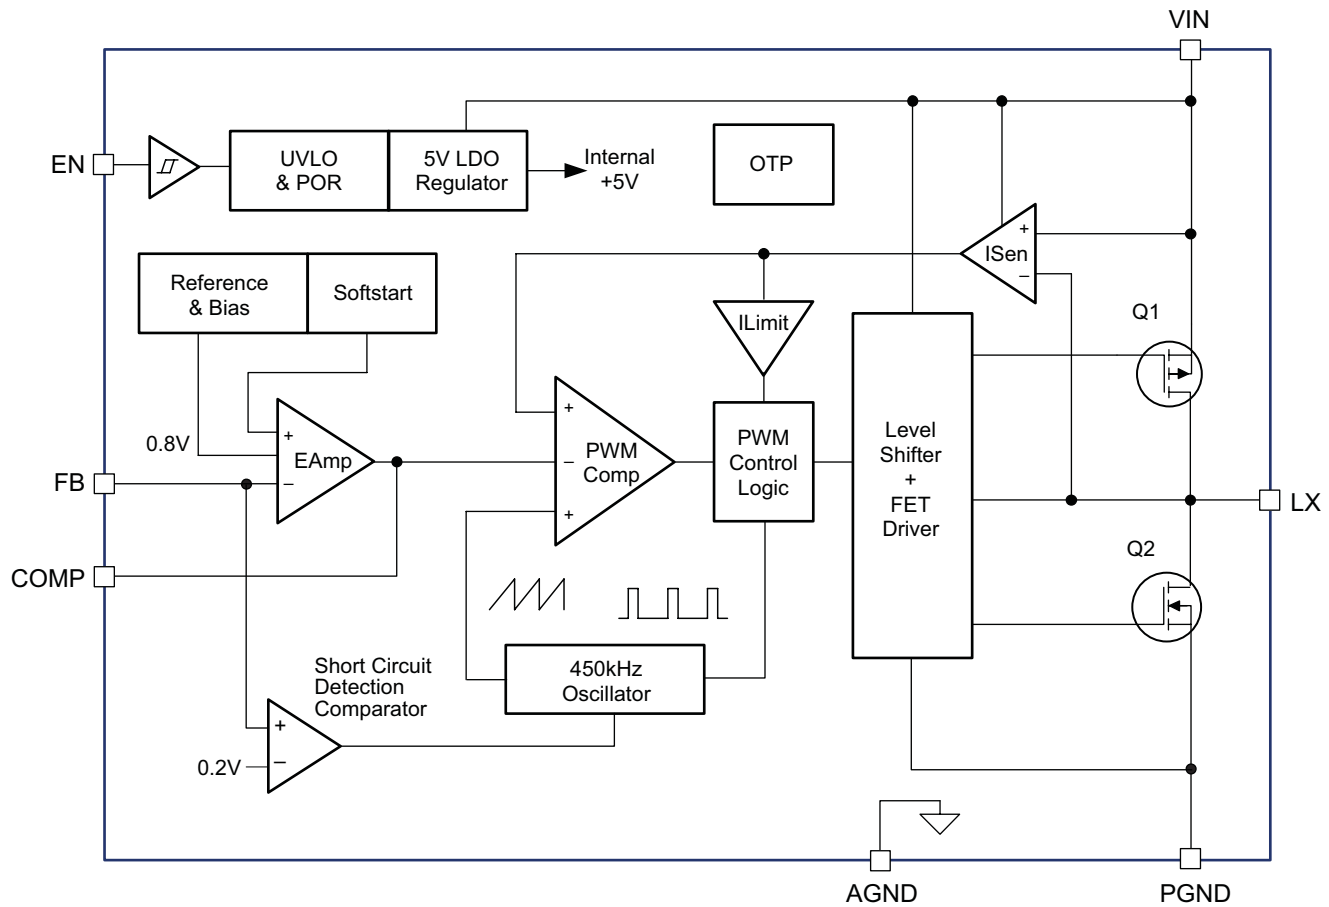 VIN
EN
UVLO
& POR
5V LDO
Regulator
Internal
+5V
OTP
+
ISen
–
Reference
& Bias
Softstart
ILimit
Q1
0.8V
+
EAmp
–
+
–
PWM
Comp
+
PWM
Control
Logic
Level
Shifter
+
FET
Driver
FB
LX
COMP
Q2
Short Circuit
Detection
Comparator
450kHz
Oscillator
+
0.2V
–
AGND
PGND